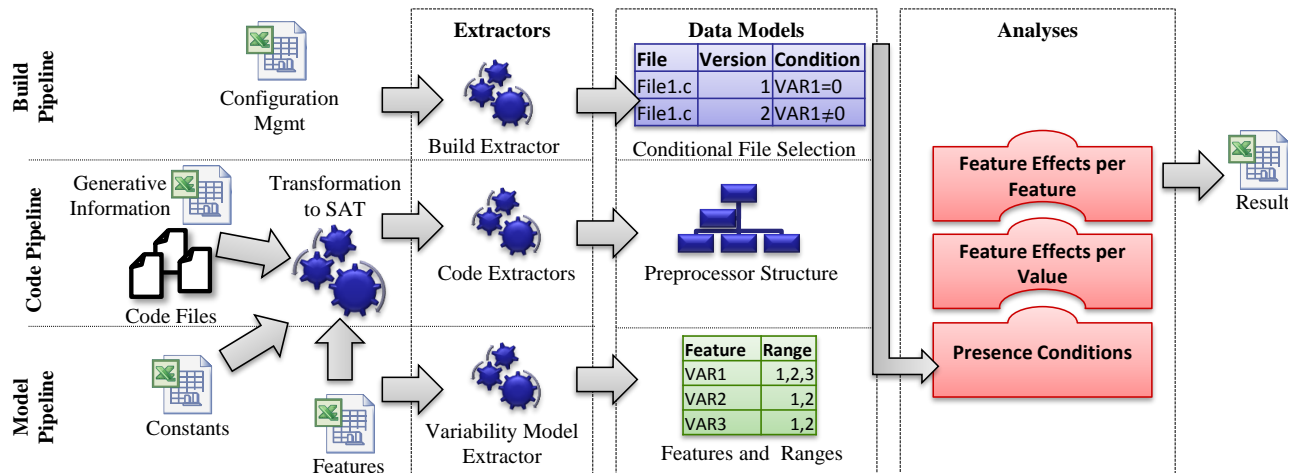 Extractors
Data Models
Analyses
Build
Pipeline
Configuration
Mgmt
Build Extractor
File Version Condition
File1.c 1 VAR1=0
File1.c 2 VAR1≠0
Conditional File Selection
Code Pipeline
Generative
Information
Code Files
Transformation
to SAT
Code Extractors
Preprocessor Structure
Model
Pipeline
Constants
Features
Variability Model
Extractor
Feature Range
VAR1 1,2,3
VAR2 1,2
VAR3 1,2
Features and Ranges
Feature Effects per
Feature
Feature Effects per
Value
Presence Conditions
Result